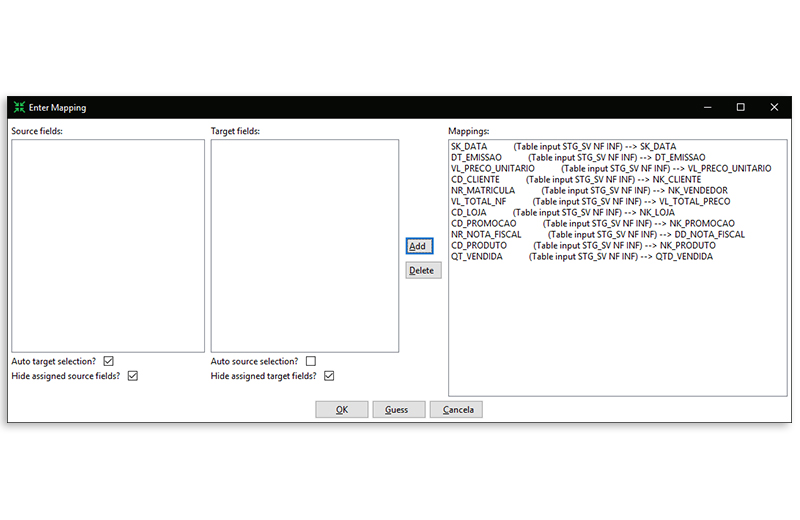 Enter Mapping
Source fields:
Target fields:
Mappings:
SK_DATA (Table input STG_SV NF INF) --> SK_DATA
DT_EMISSAO (Table input STG_SV NF INF) --> DT_EMISSAO
VL_PRECO_UNITARIO (Table input STG_SV NF INF) --> VL_PRECO_UNITARIO
CD_CLIENTE (Table input STG_SV NF INF) --> NK_CLIENTE
NR_MATRICULA (Table input STG_SV NF INF) --> NK_VENDEDOR
VL_TOTAL_NF (Table input STG_SV NF INF) --> VL_TOTAL_PRECO
CD_LOJA (Table input STG_SV NF INF) --> NK_LOJA
CD_PROMOCAO (Table input STG_SV NF INF) --> NK_PROMOCAO
NR_NOTA_FISCAL (Table input STG_SV NF INF) --> DD_NOTA_FISCAL
CD_PRODUTO (Table input STG_SV NF INF) --> NK_PRODUTO
QT_VENDIDA (Table input STG_SV NF INF) --> QTD_VENDIDA
Add
Delete
Auto target selection?
Auto source selection?
Hide assigned source fields?
Hide assigned target fields?
OK
Guess
Cancela